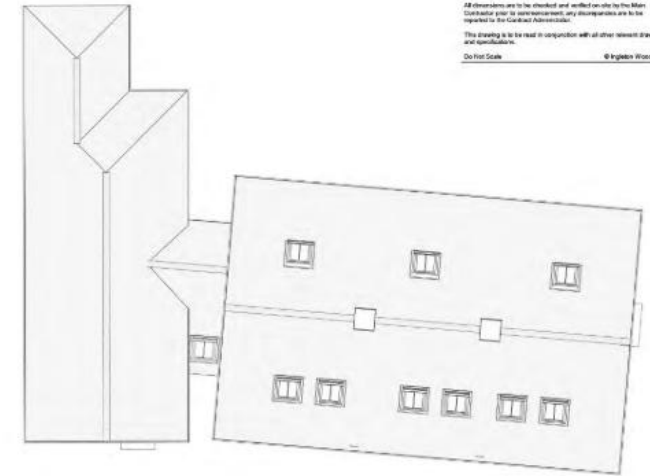 All dimensions are to be checked and verified on site by the Main
Contractor prior to commencement, any discrepancies are to be
reported to the Contract Administrator.
This drawing is to be read in conjunction with all other relevant
and specifications.
Do Not Scale © Ingleton